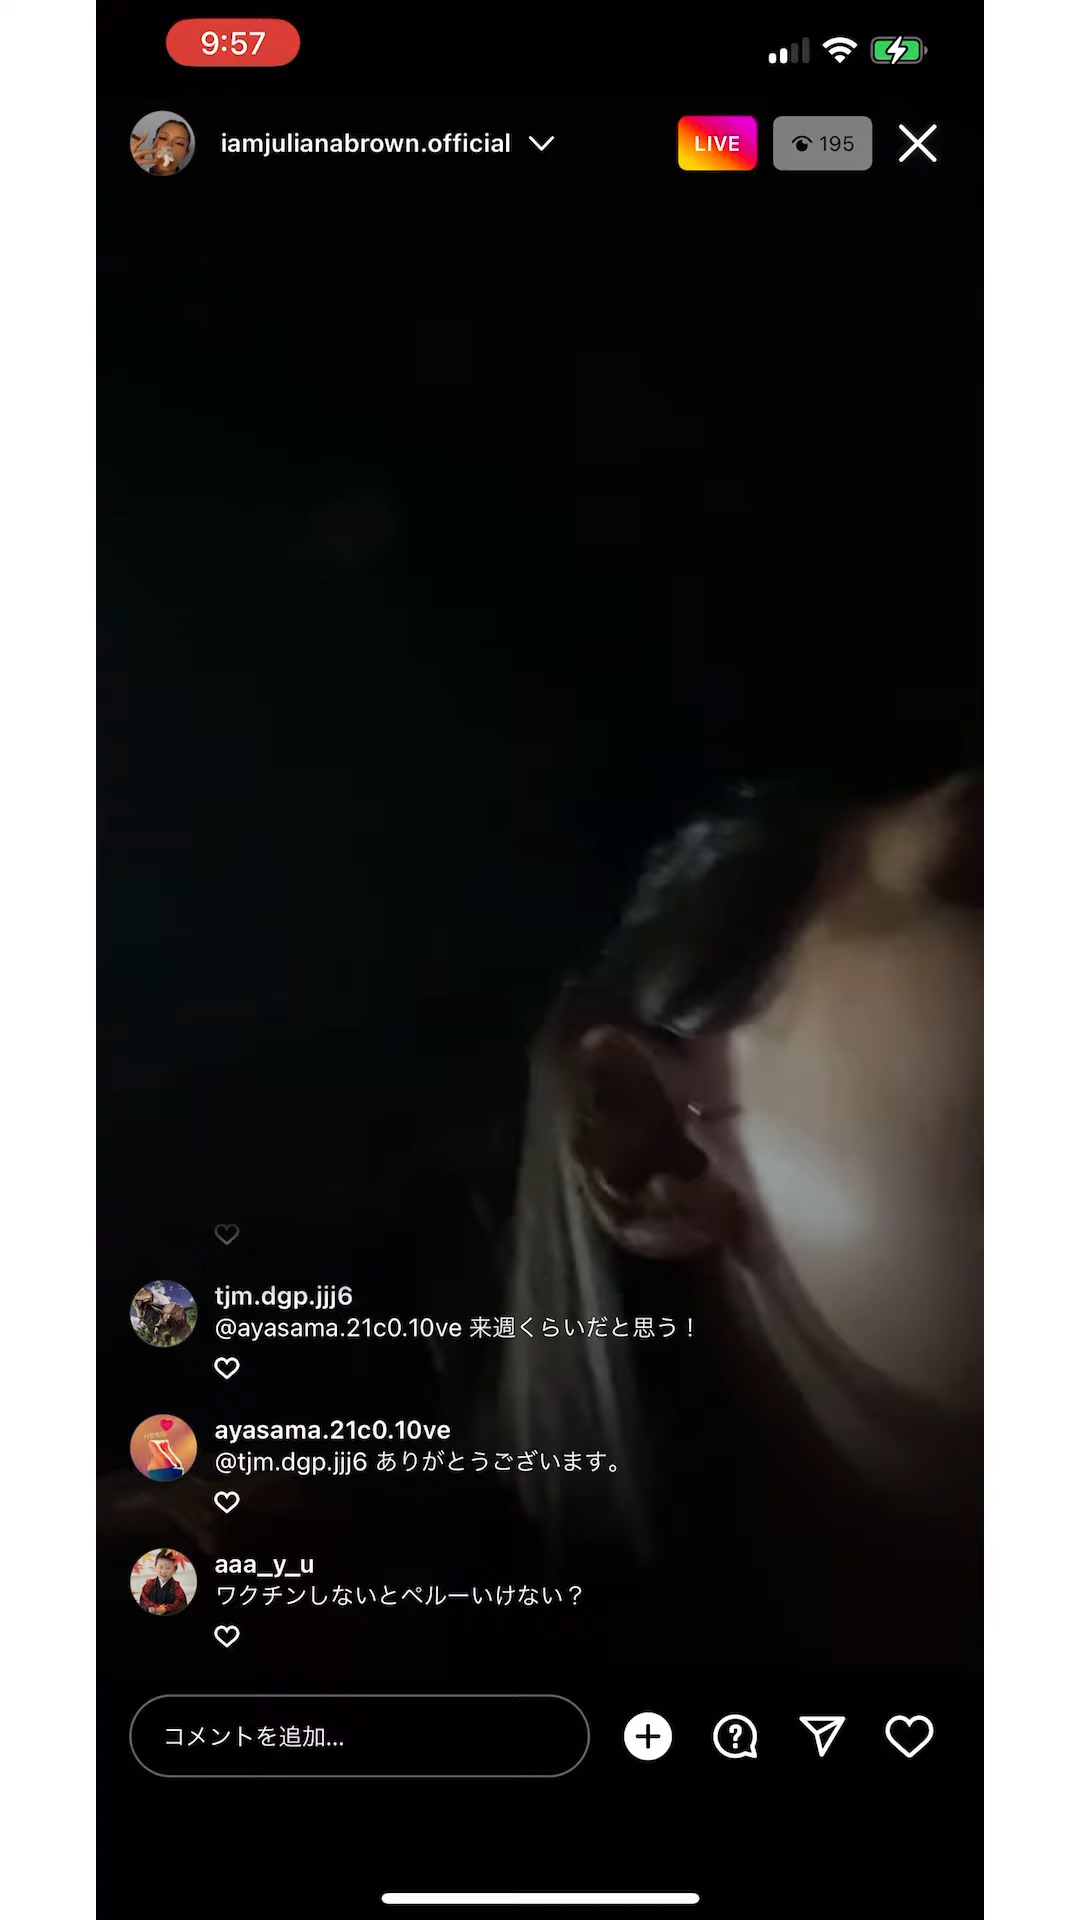 9:57
iamjulianabrown.official
LIVE
195
tjm.dgp.jjj6
@ayasama.21c0.10ve 来週くらいだと思う！
ayasama.21c0.10ve
@tjm.dgp.jjj6 ありがとうございます。
aaa_y_u
ワクチンしないとペルーいけない？
コメントを追加...